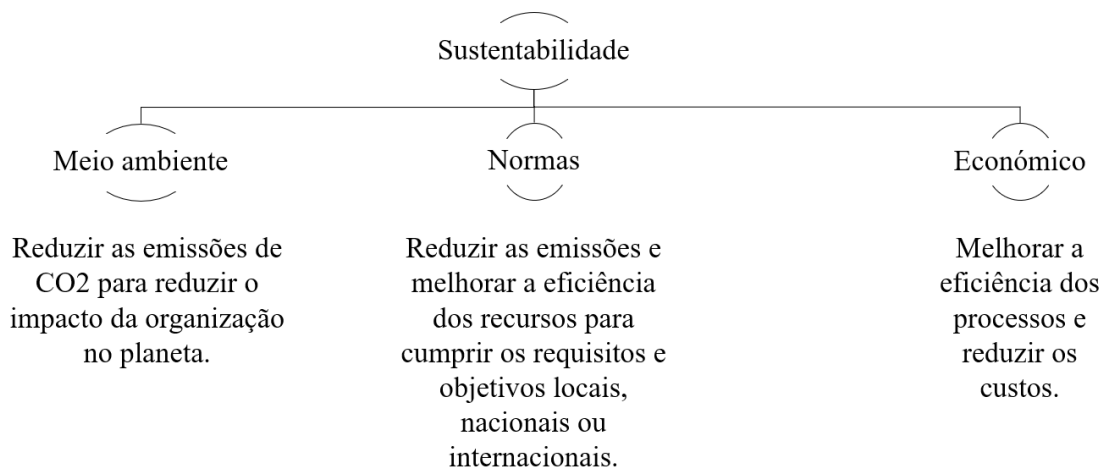 Sustentabilidade
Meio ambiente
Normas
Económico
Reduzir as emissões de
CO2 para reduzir o
impacto da organização
no planeta.
Reduzir as emissões e
melhorar a eficiência
dos recursos para
cumprir os requisitos e
objetivos locais,
nacionais ou
internacionais.
Melhorar a
eficiência dos
processos e
reduzir os
custos.